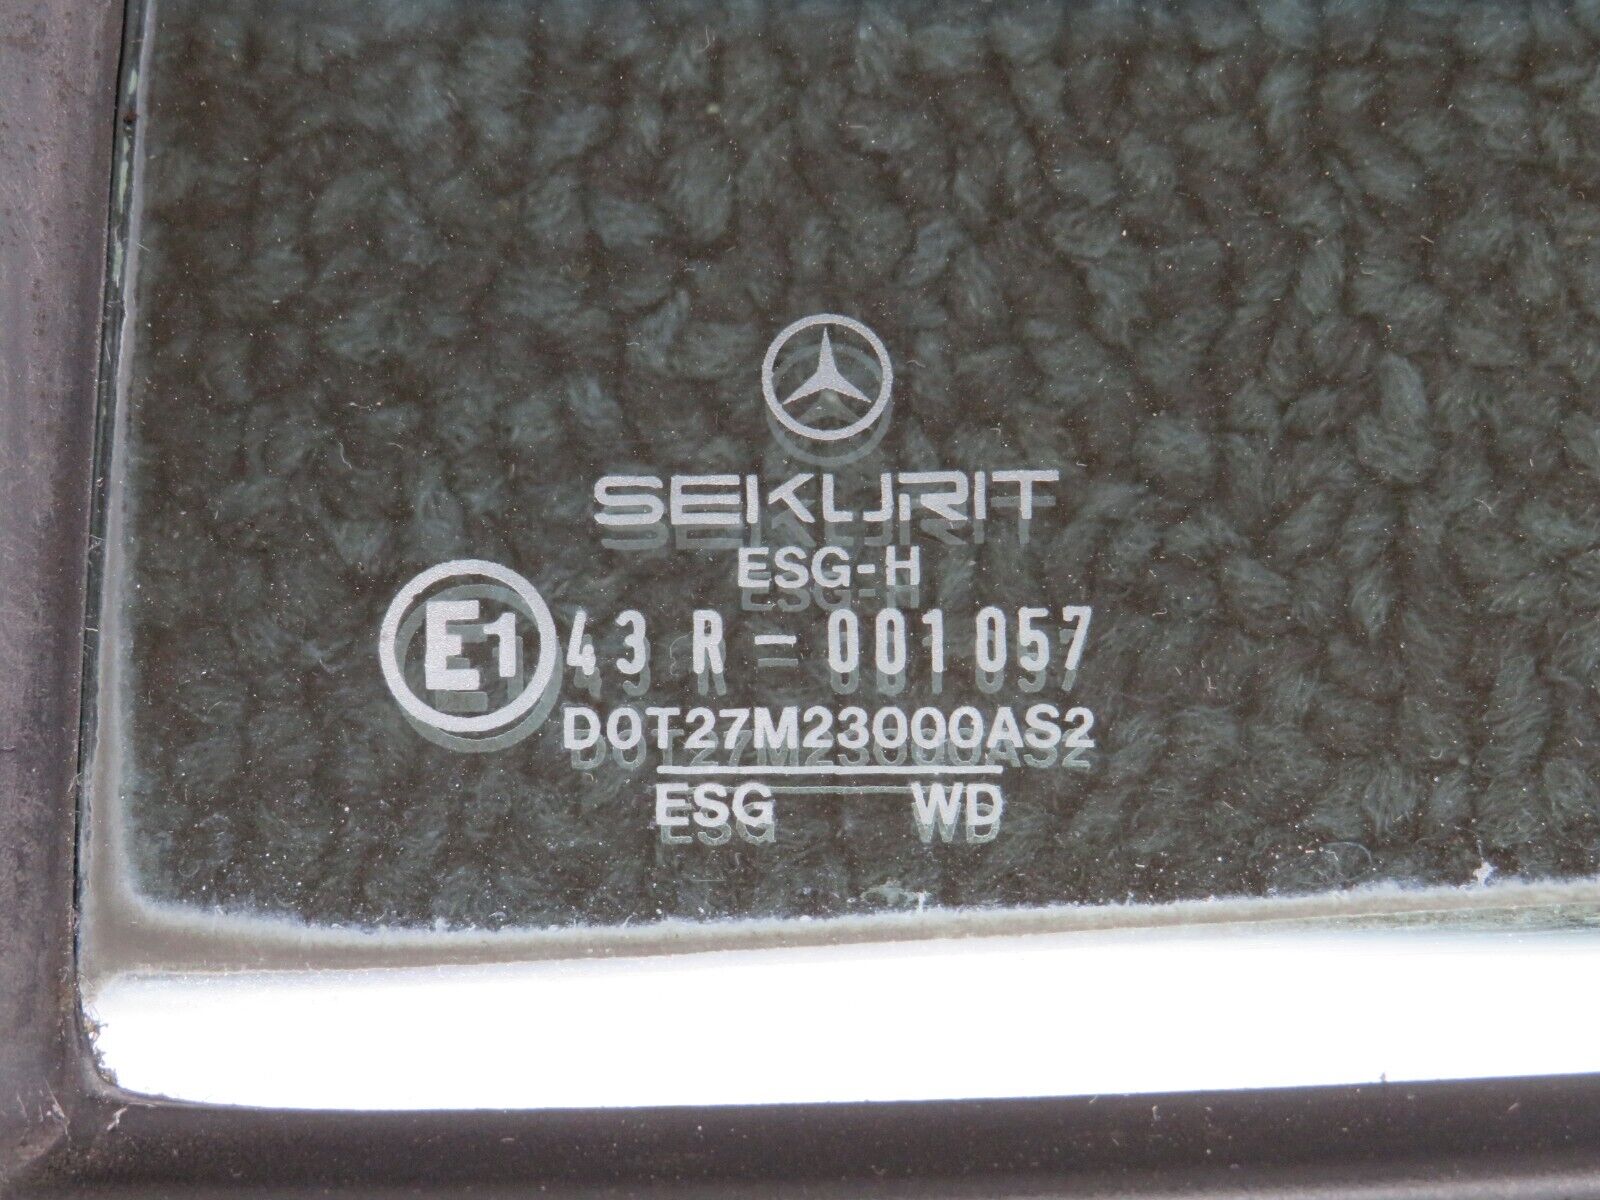 SEKURIT
ESG-H
E1 43 R - 001057
DOT27M23000AS2
ESG WD